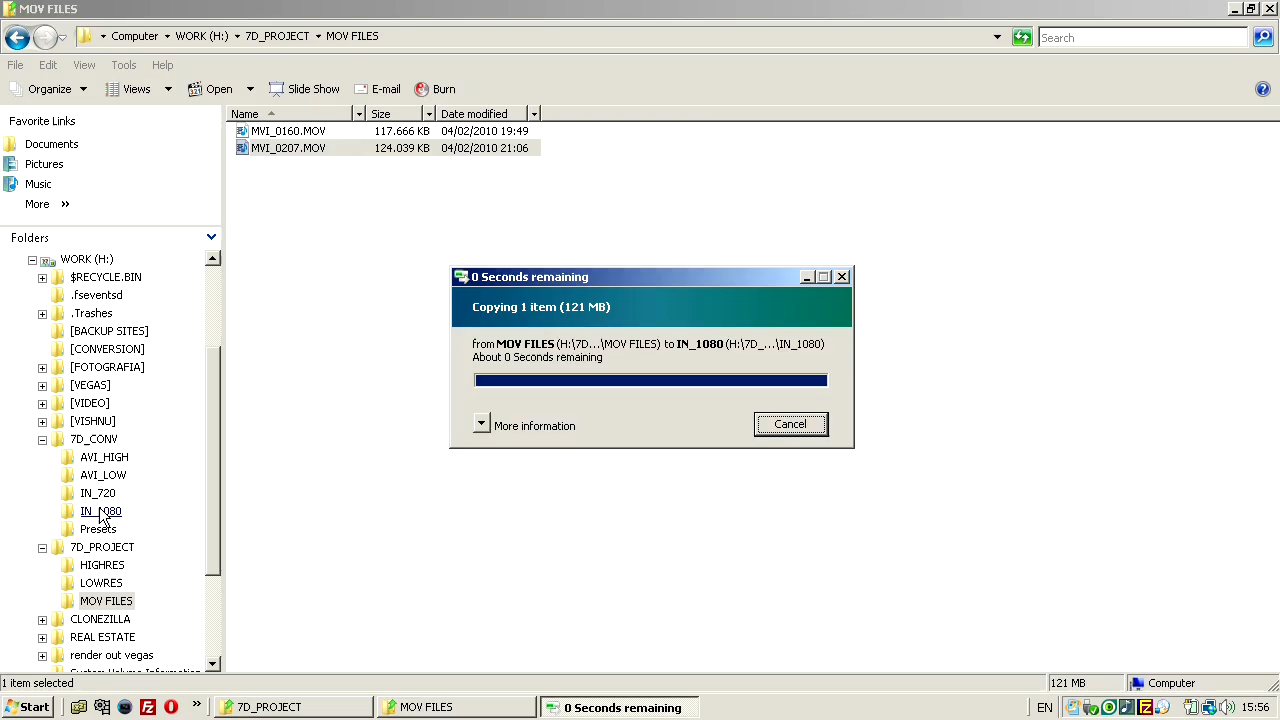 MOV FILES
Computer ▸ WORK (H:) ▸ 7D_PROJECT ▸ MOV FILES
Search
File Edit View Tools Help
Organize Views Open Slide Show E-mail Burn
Favorite Links
Documents
Pictures
Music
More »
Folders
WORK (H:)
$RECYCLE.BIN
.fseventsd
.Trashes
[BACKUP SITES]
[CONVERSION]
[FOTOGRAFIA]
[VEGAS]
[VIDEO]
[VISHNU]
7D_CONV
AVI_HIGH
AVI_LOW
IN_720
IN_1080
Presets
7D_PROJECT
HIGHRES
LOWRES
MOV FILES
CLONEZILLA
REAL ESTATE
render out vegas
System Volume Information
Name Size Date modified
MVI_0160.MOV 117.666 KB 04/02/2010 19:49
MVI_0207.MOV 124.039 KB 04/02/2010 21:06
0 Seconds remaining
Copying 1 item (121 MB)
from MOV FILES (H:\7D...\MOV FILES) to IN_1080 (H:\7D_...\IN_1080)
About 0 Seconds remaining
More information
Cancel
1 item selected 121 MB Computer
Start » 7D_PROJECT MOV FILES 0 Seconds remaining EN 15:56